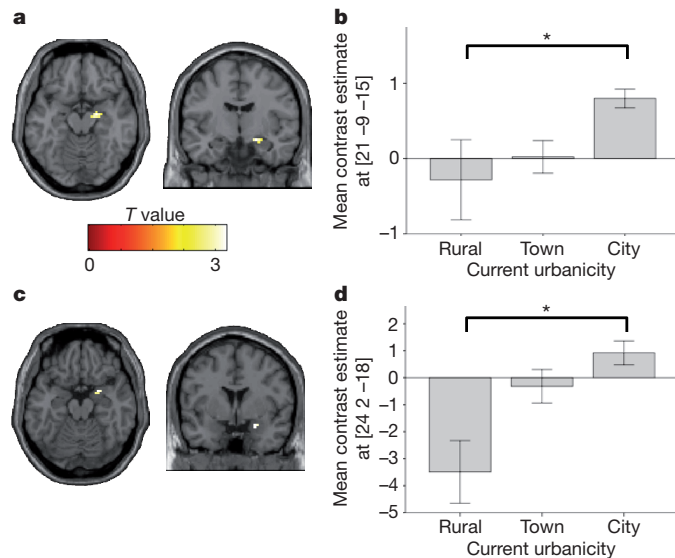 a
T value
0 3
b
Mean contrast estimate
at [21 –9 –15]
1
0
–1
*
Rural Town City
Current urbanicity
c
d
Mean contrast estimate
at [24 2 –18]
2
1
0
–1
–2
–3
–4
–5
*
Rural Town City
Current urbanicity